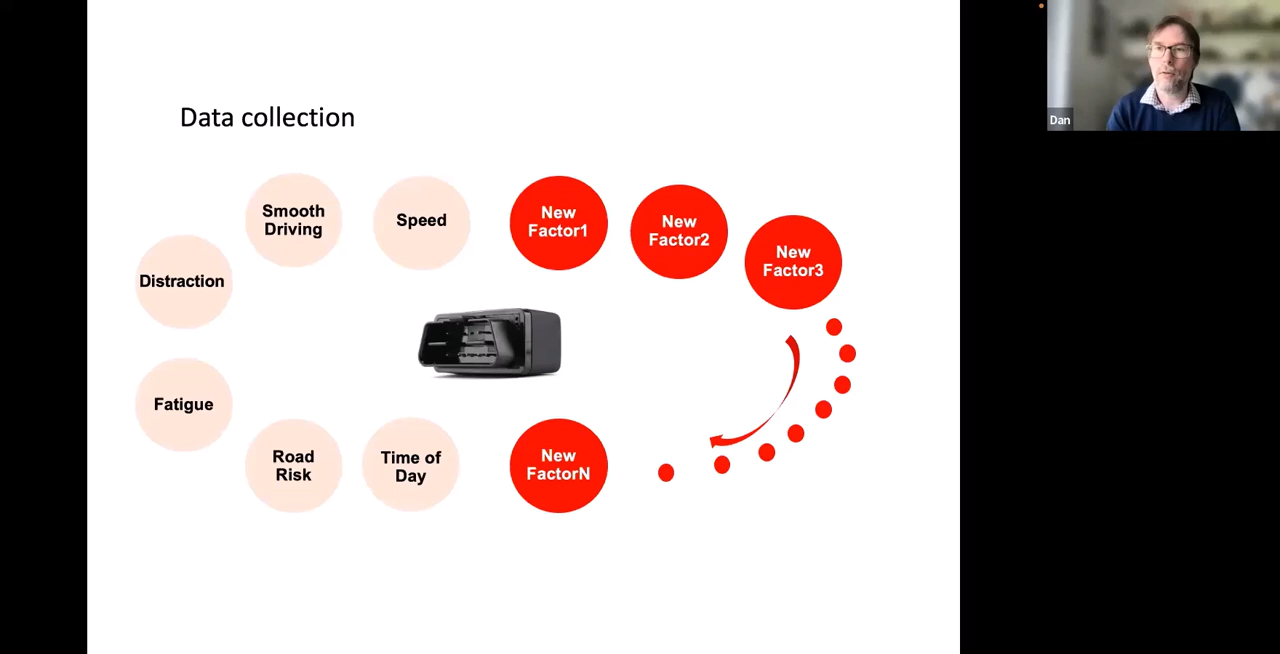 Data collection
Dan
Smooth
Driving
Speed
New
Factor1
New
Factor2
New
Factor3
Distraction
Fatigue
Road
Risk
Time of
Day
New
FactorN